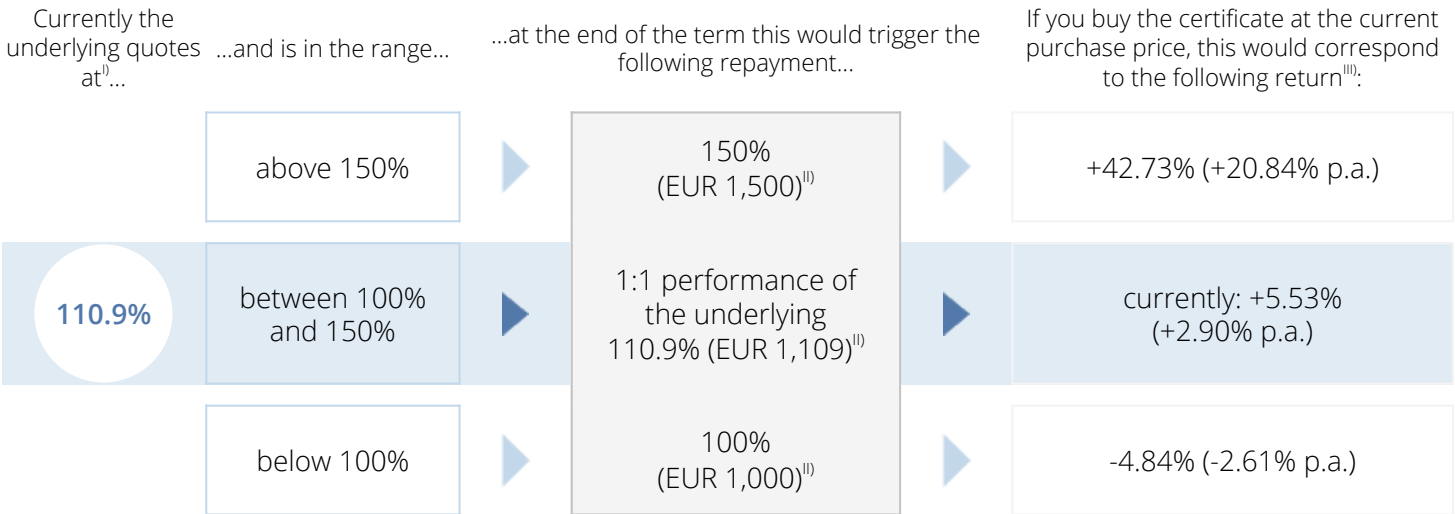 Currently the
underlying quotes
at^I)...
...and is in the range...
...at the end of the term this would trigger the
following repayment...
If you buy the certificate at the current
purchase price, this would correspond
to the following return^III):
above 150%
150%
(EUR 1,500)^II)
+42.73% (+20.84% p.a.)
110.9%
between 100%
and 150%
1:1 performance of
the underlying
110.9% (EUR 1,109)^II)
currently: +5.53%
(+2.90% p.a.)
below 100%
100%
(EUR 1,000)^II)
-4.84% (-2.61% p.a.)